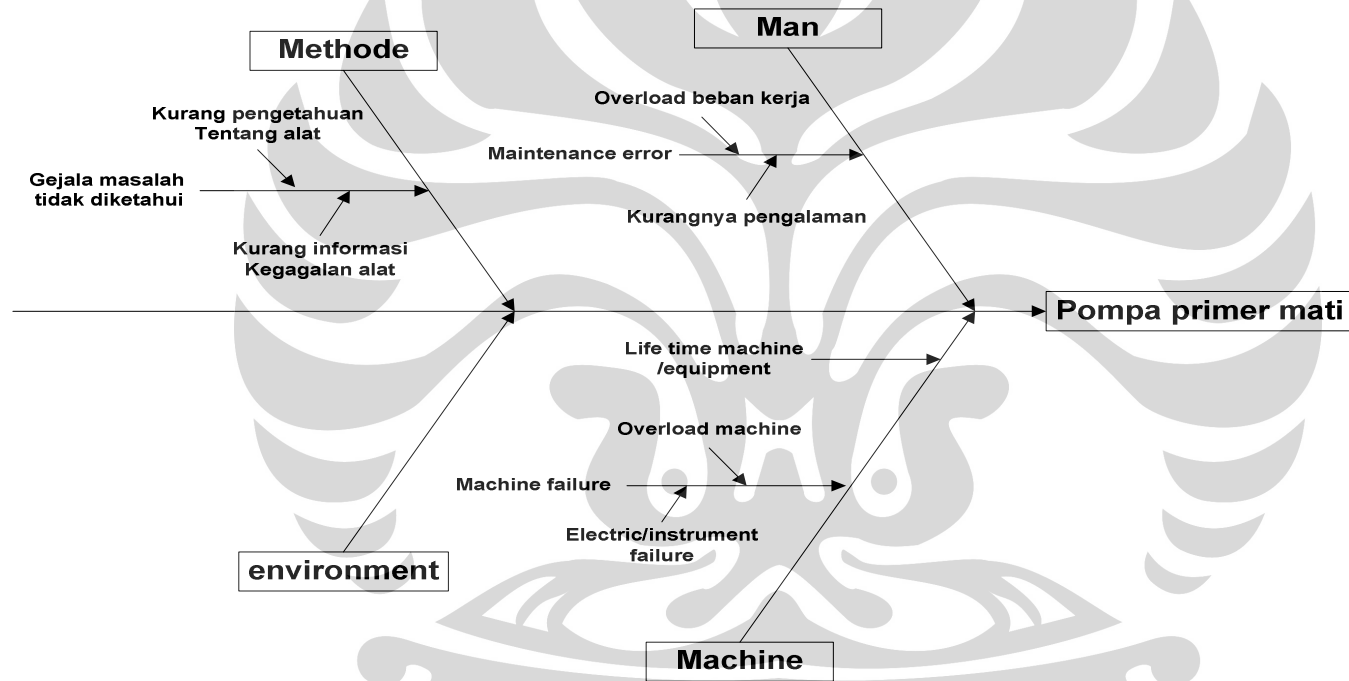 Man
Methode
Overload beban kerja
Kurang pengetahuan
Tentang alat
Maintenance error
Gejala masalah
tidak diketahui
Kurangnya pengalaman
Kurang informasi
Kegagalan alat
Pompa primer mati
Life time machine
/equipment
Overload machine
Machine failure
Electric/instrument
failure
environment
Machine